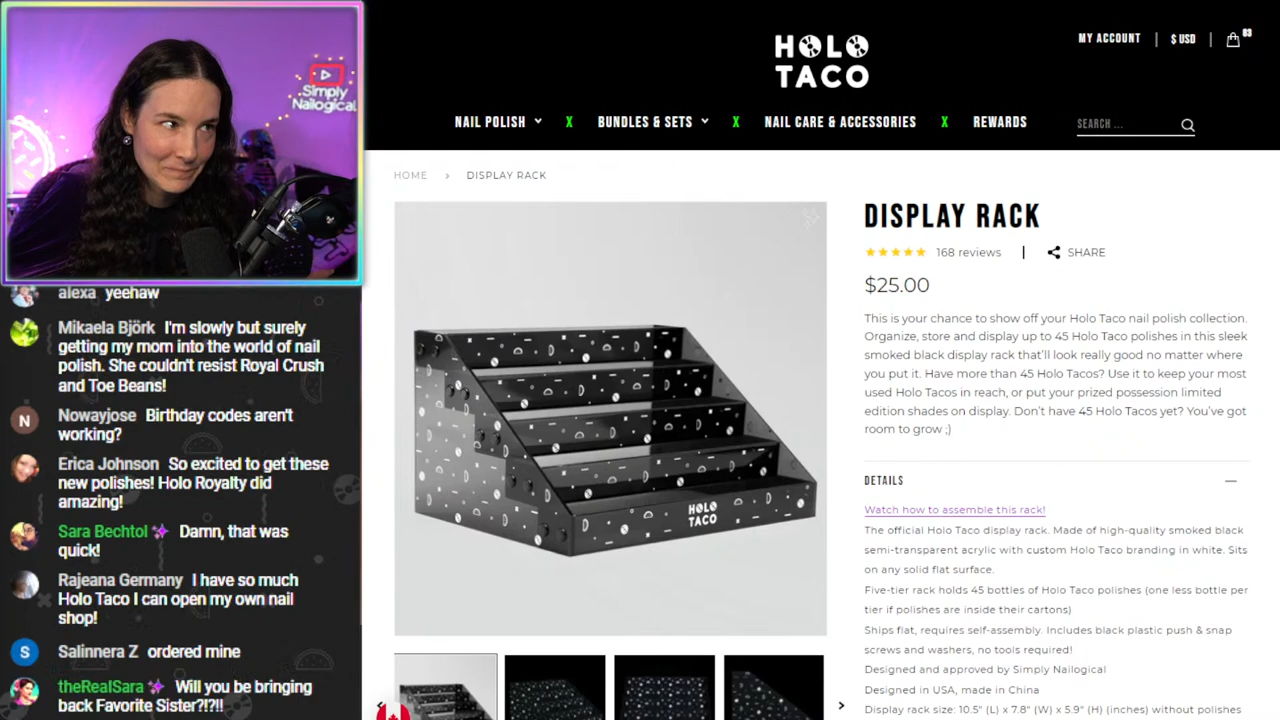 Simply
Nailogical
alexa yeehaw
Mikaela Björk I'm slowly but surely
getting my mom into the world of nail
polish. She couldn't resist Royal Crush
and Toe Beans!
N
Nowayjose Birthday codes aren't
working?
Erica Johnson So excited to get these
new polishes! Holo Royalty did
amazing!
Sara Bechtol Damn, that was
quick!
Rajeana Germany I have so much
Holo Taco I can open my own nail
shop!
S
Salinnera Z ordered mine
theRealSara Will you be bringing
back Favorite Sister?!?!!
HOLO
TACO
MY ACCOUNT | $ USD | 83
NAIL POLISH X BUNDLES & SETS X NAIL CARE & ACCESSORIES X REWARDS
SEARCH ...
HOME › DISPLAY RACK
HOLO
TACO
DISPLAY RACK
★★★★★ 168 reviews | SHARE
$25.00
This is your chance to show off your Holo Taco nail polish collection.
Organize, store and display up to 45 Holo Taco polishes in this sleek
smoked black display rack that'll look really good no matter where
you put it. Have more than 45 Holo Tacos? Use it to keep your most
used Holo Tacos in reach, or put your prized possession limited
edition shades on display. Don't have 45 Holo Tacos yet? You've got
room to grow ;)
DETAILS —
Watch how to assemble this rack!
The official Holo Taco display rack. Made of high-quality smoked black
semi-transparent acrylic with custom Holo Taco branding in white. Sits
on any solid flat surface.
Five-tier rack holds 45 bottles of Holo Taco polishes (one less bottle per
tier if polishes are inside their cartons)
Ships flat, requires self-assembly. Includes black plastic push & snap
screws and washers, no tools required!
Designed and approved by Simply Nailogical
Designed in USA, made in China
Display rack size: 10.5" (L) x 7.8" (W) x 5.9" (H) (inches) without polishes